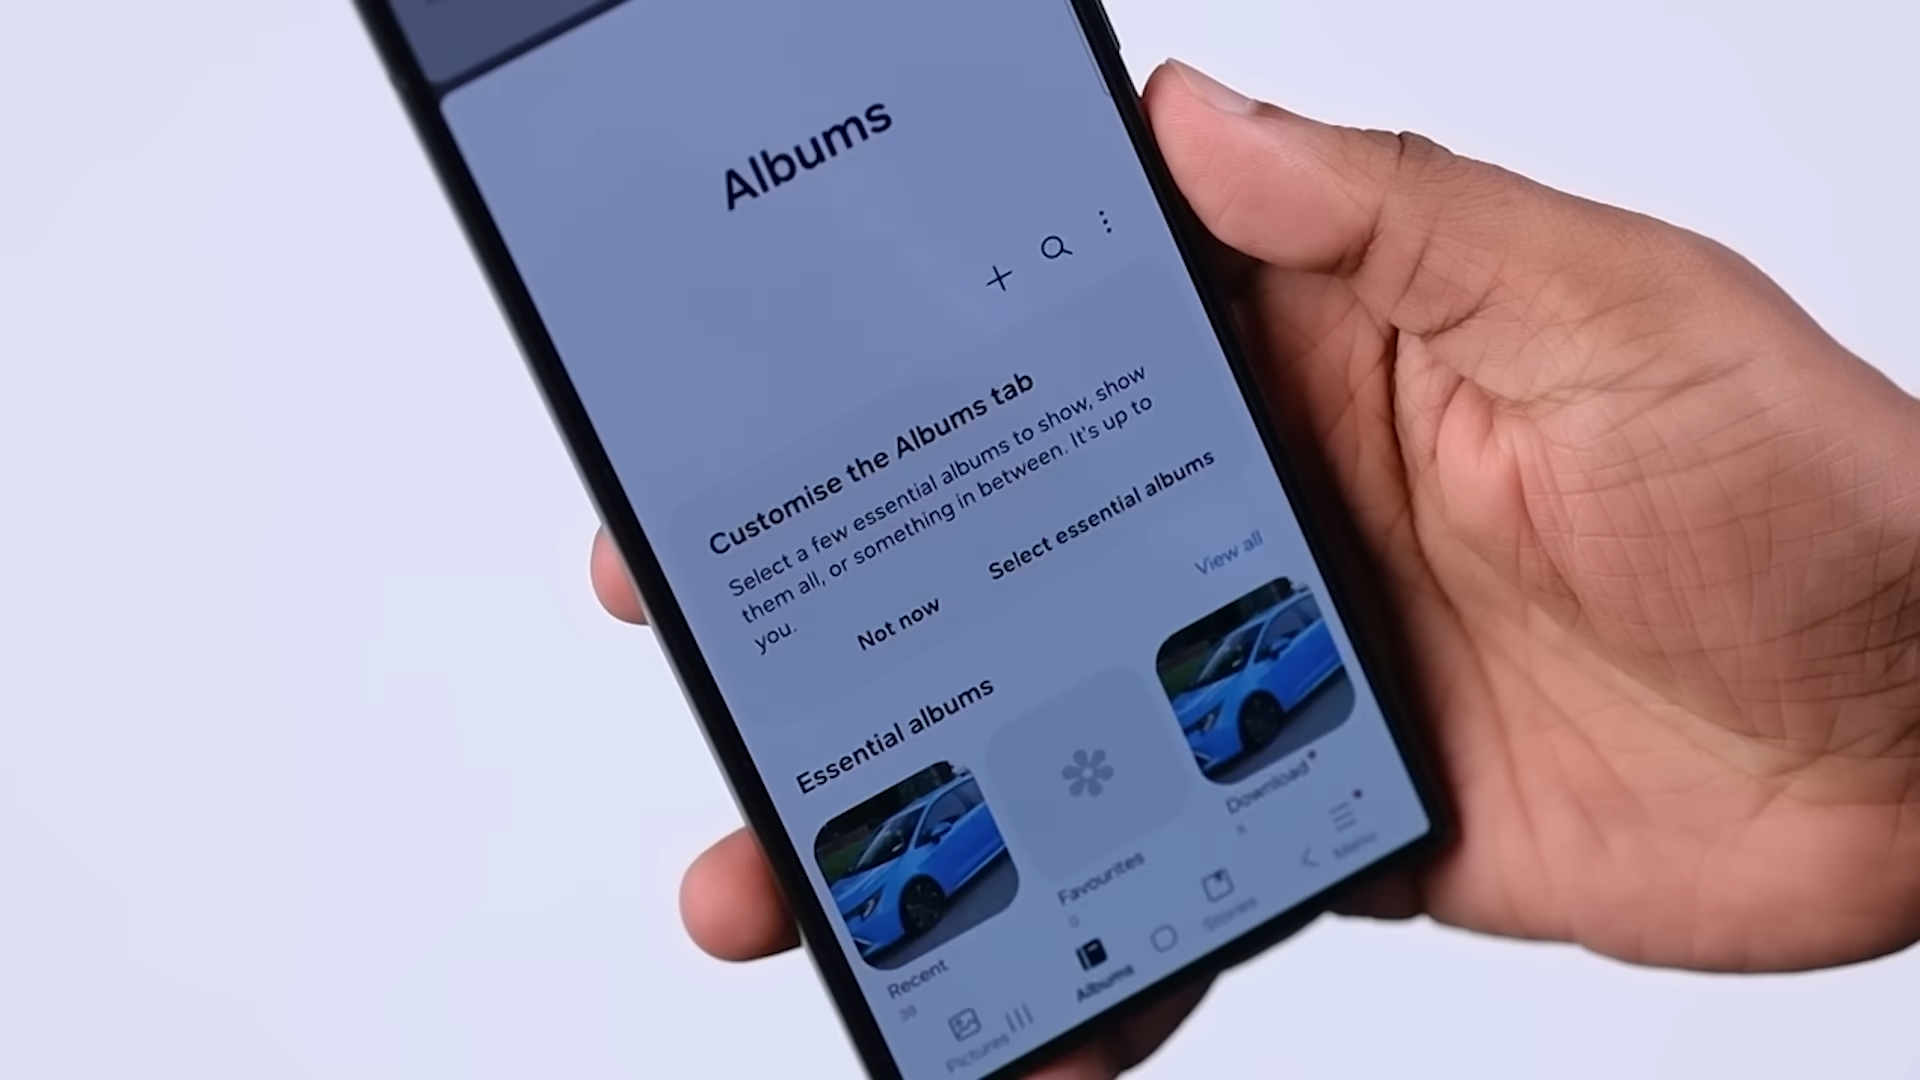 Albums
Customise the Albums tab
Select a few essential albums to show, show
them all, or something in between. It's up to
you.
Not now
Select essential albums
View all
Essential albums
Recent
39
Favourites
0
Download
Pictures
Albums
Stories
Menu